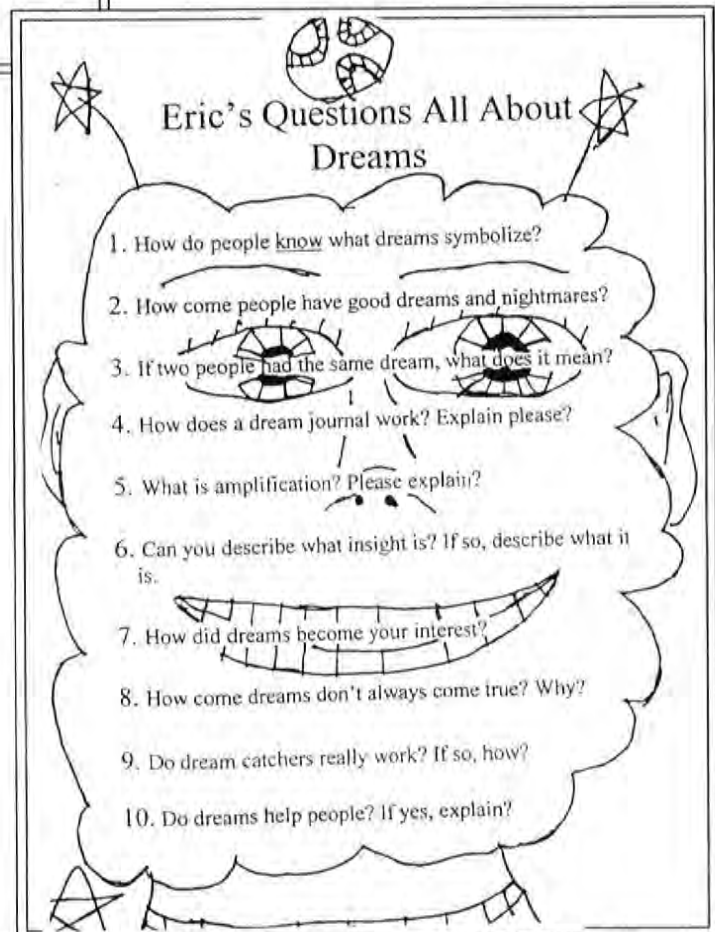 Eric's Questions All About
Dreams
1. How do people know what dreams symbolize?
2. How come people have good dreams and nightmares?
3. If two people had the same dream, what does it mean?
4. How does a dream journal work? Explain please?
5. What is amplification? Please explain?
6. Can you describe what insight is? If so, describe what it
is.
7. How did dreams become your interest?
8. How come dreams don't always come true? Why?
9. Do dream catchers really work? If so, how?
10. Do dreams help people? If yes, explain?